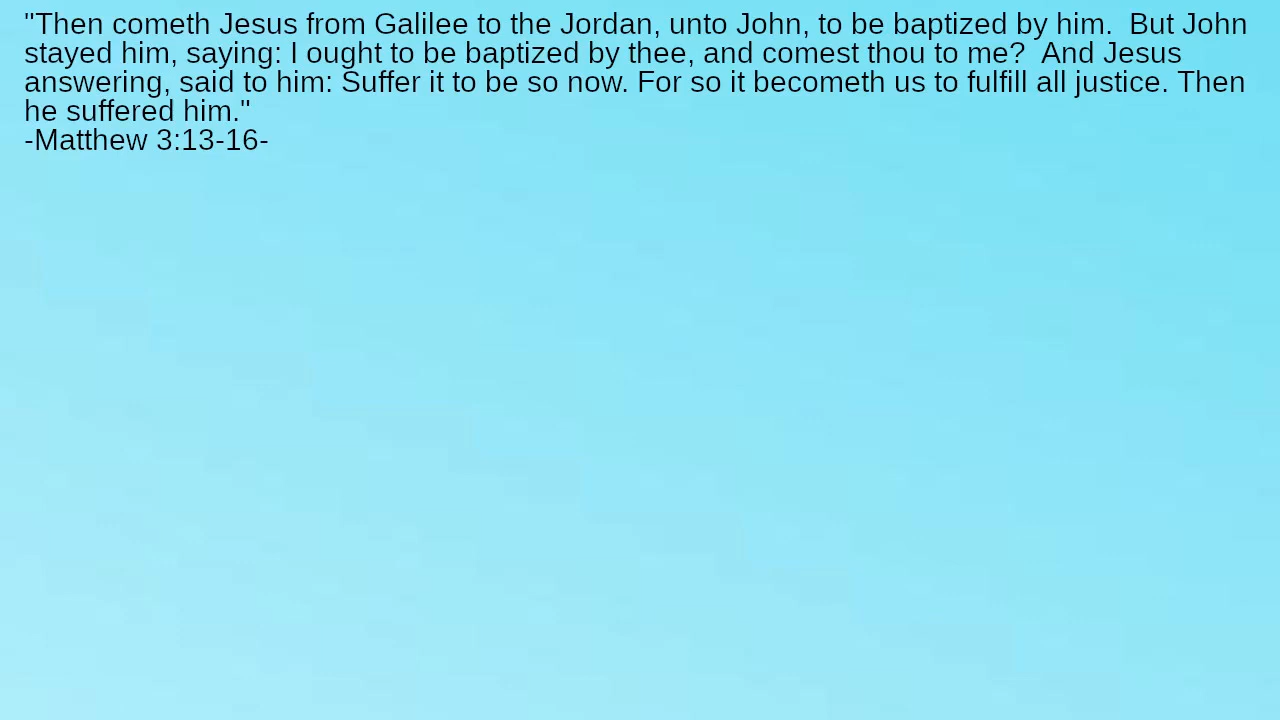 "Then cometh Jesus from Galilee to the Jordan, unto John, to be baptized by him.  But John
stayed him, saying: I ought to be baptized by thee, and comest thou to me?  And Jesus
answering, said to him: Suffer it to be so now. For so it becometh us to fulfill all justice. Then
he suffered him."
-Matthew 3:13-16-